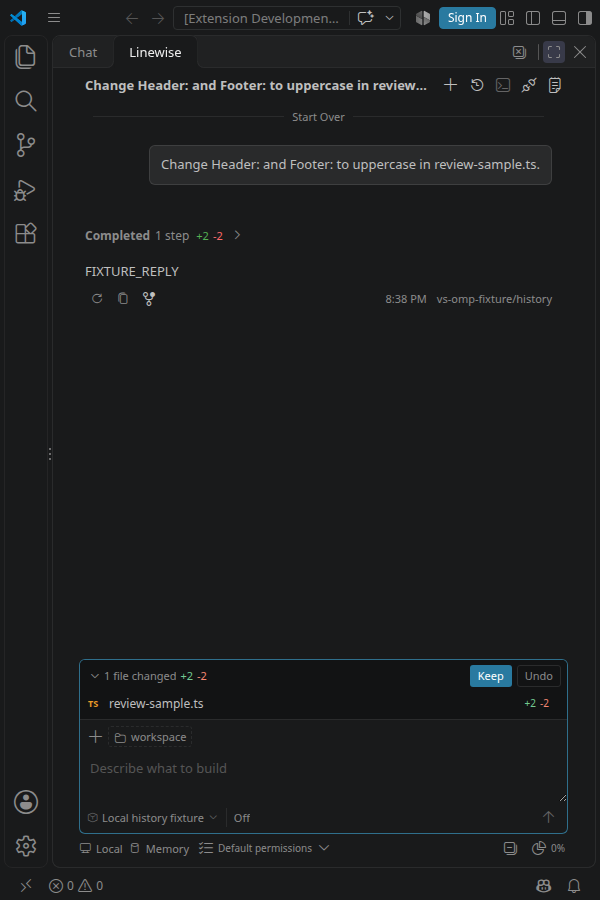 [Extension Developmen...
Sign In
Chat
Linewise
Change Header: and Footer: to uppercase in review...
Start Over
Change Header: and Footer: to uppercase in review-sample.ts.
Completed 1 step +2 -2
FIXTURE_REPLY
8:38 PM vs-omp-fixture/history
1 file changed +2 -2
Keep
Undo
TS review-sample.ts +2 -2
workspace
Describe what to build
Local history fixture
Off
Local
Memory
Default permissions
0%
0
0